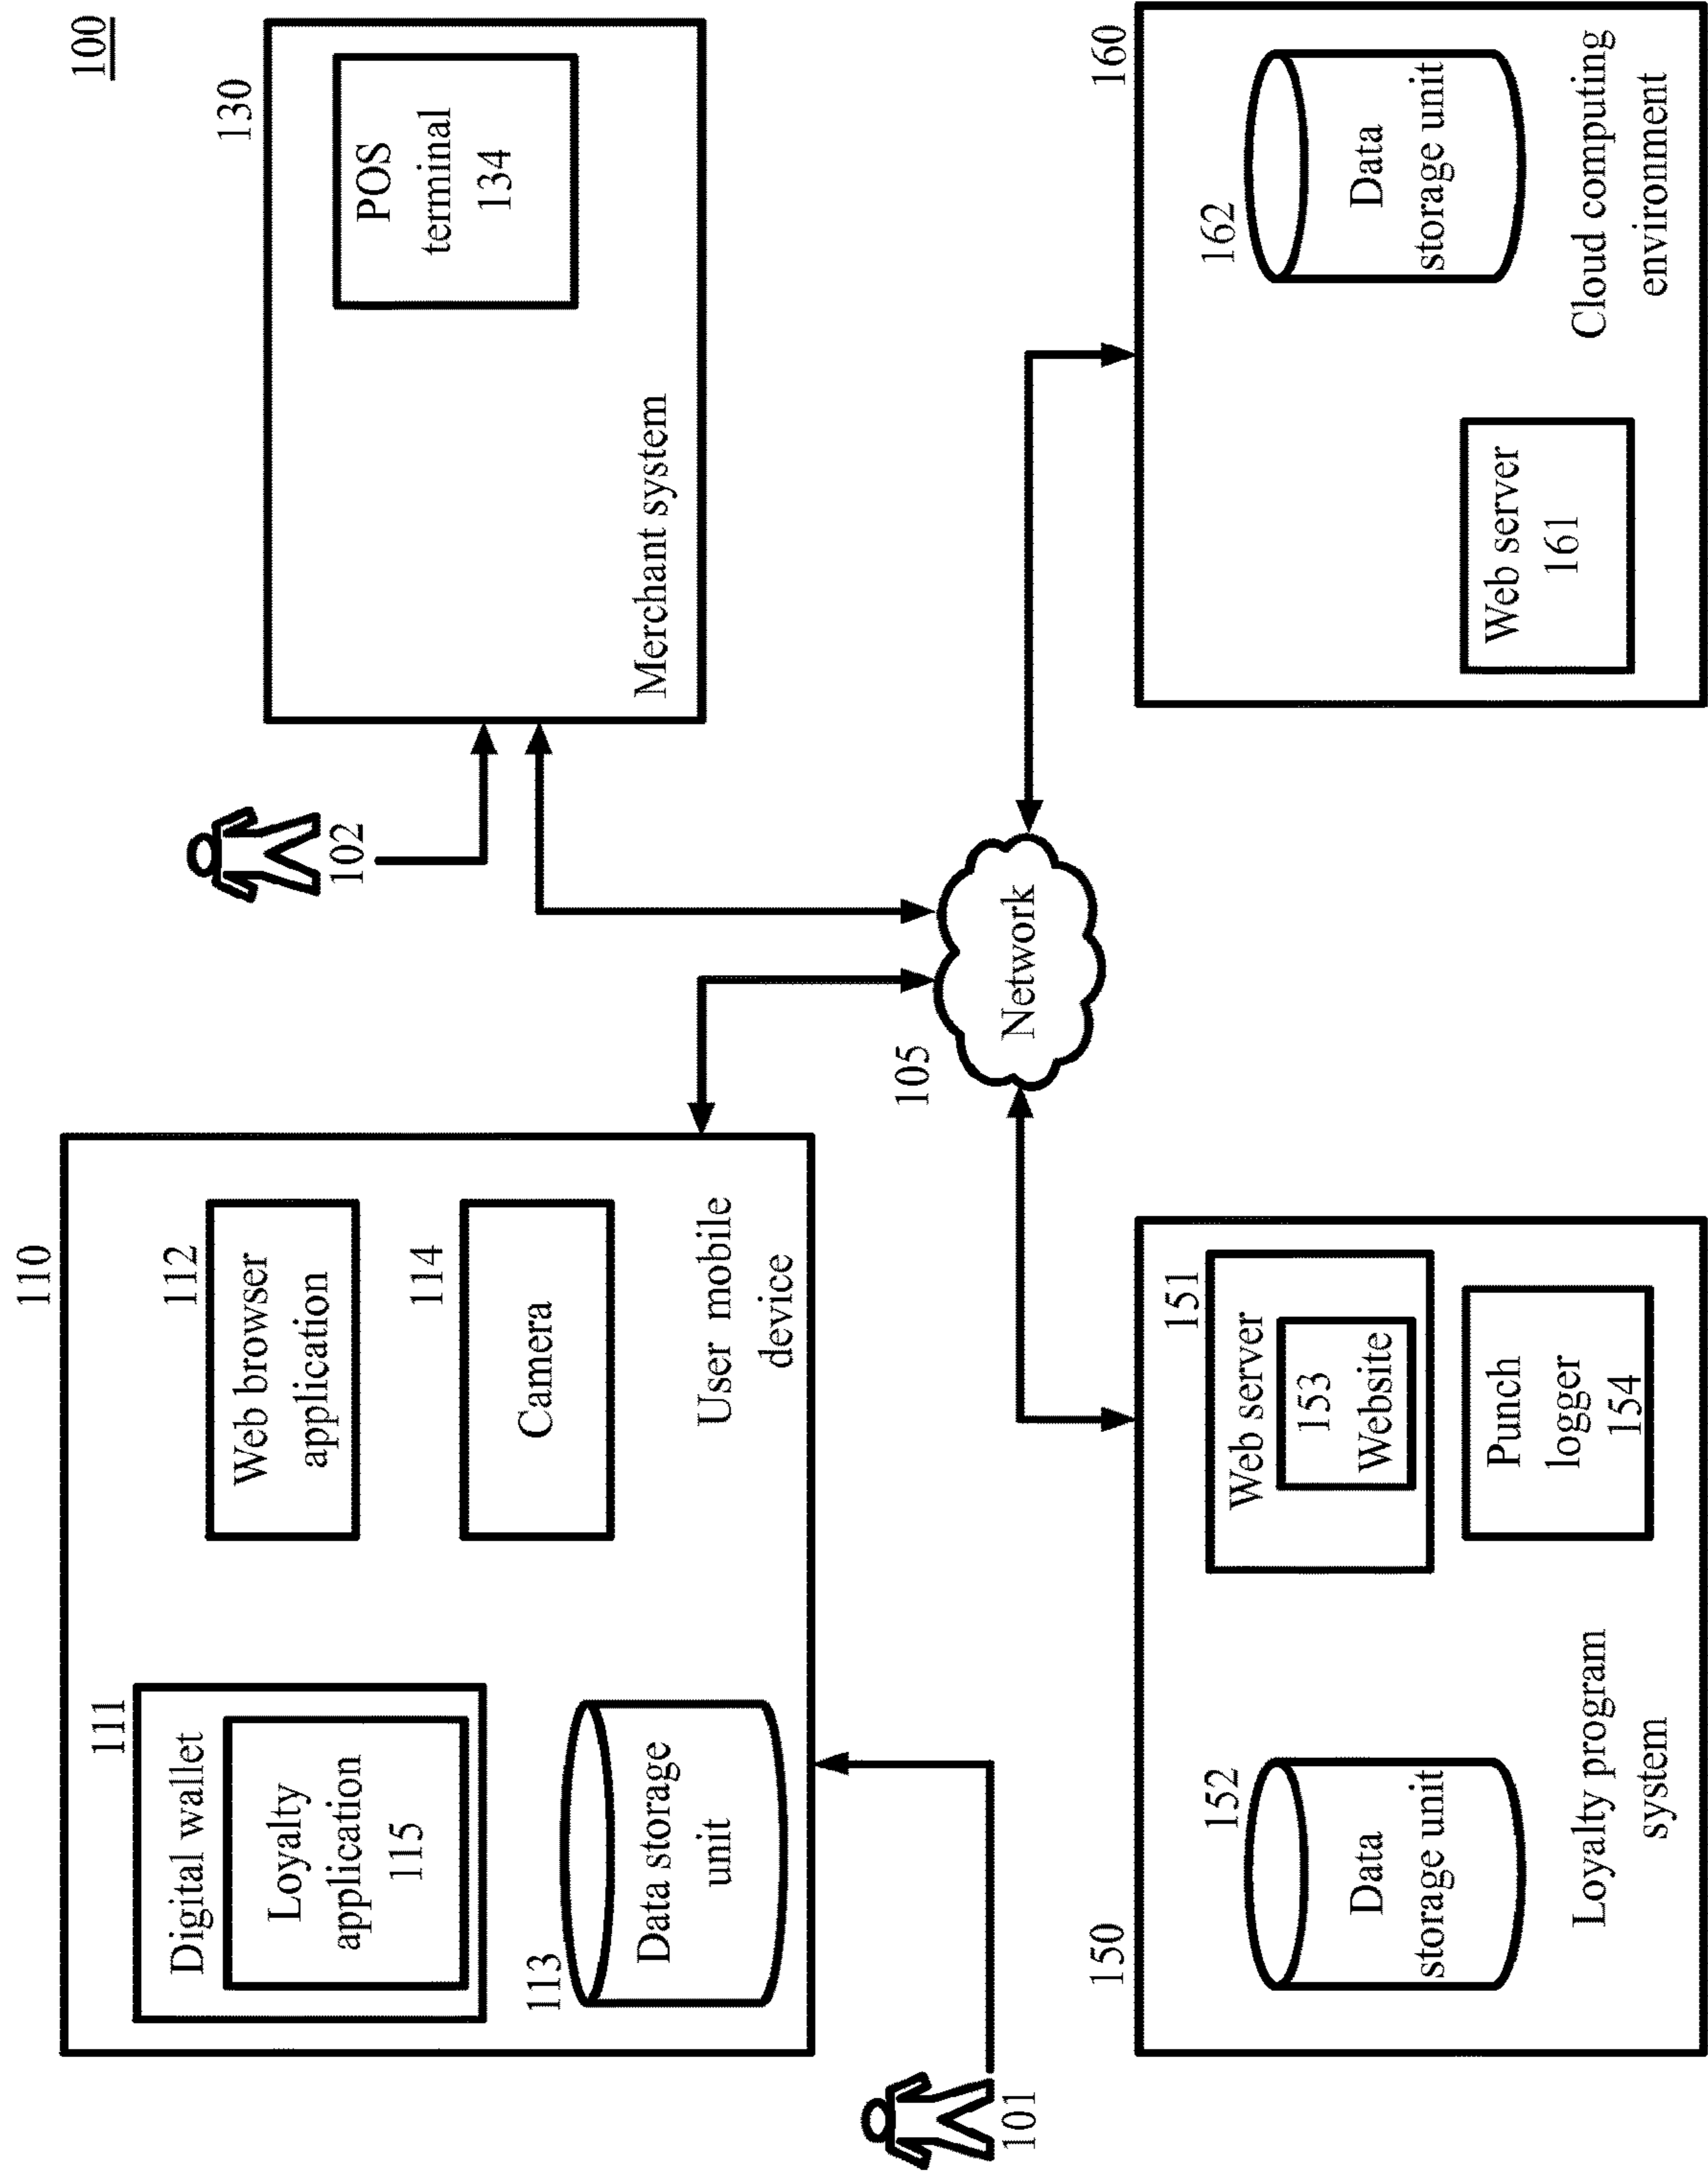 100
110
111
Digital wallet
Loyalty
application
115
112
Web browser
application
113
Data storage
unit
114
Camera
User mobile
device
101
102
130
POS
terminal
134
Merchant system
105
Network
150
152
Data
storage unit
151
Web server
153
Website
Punch
logger
154
Loyalty program
system
160
Web server
161
162
Data
storage unit
Cloud computing
environment